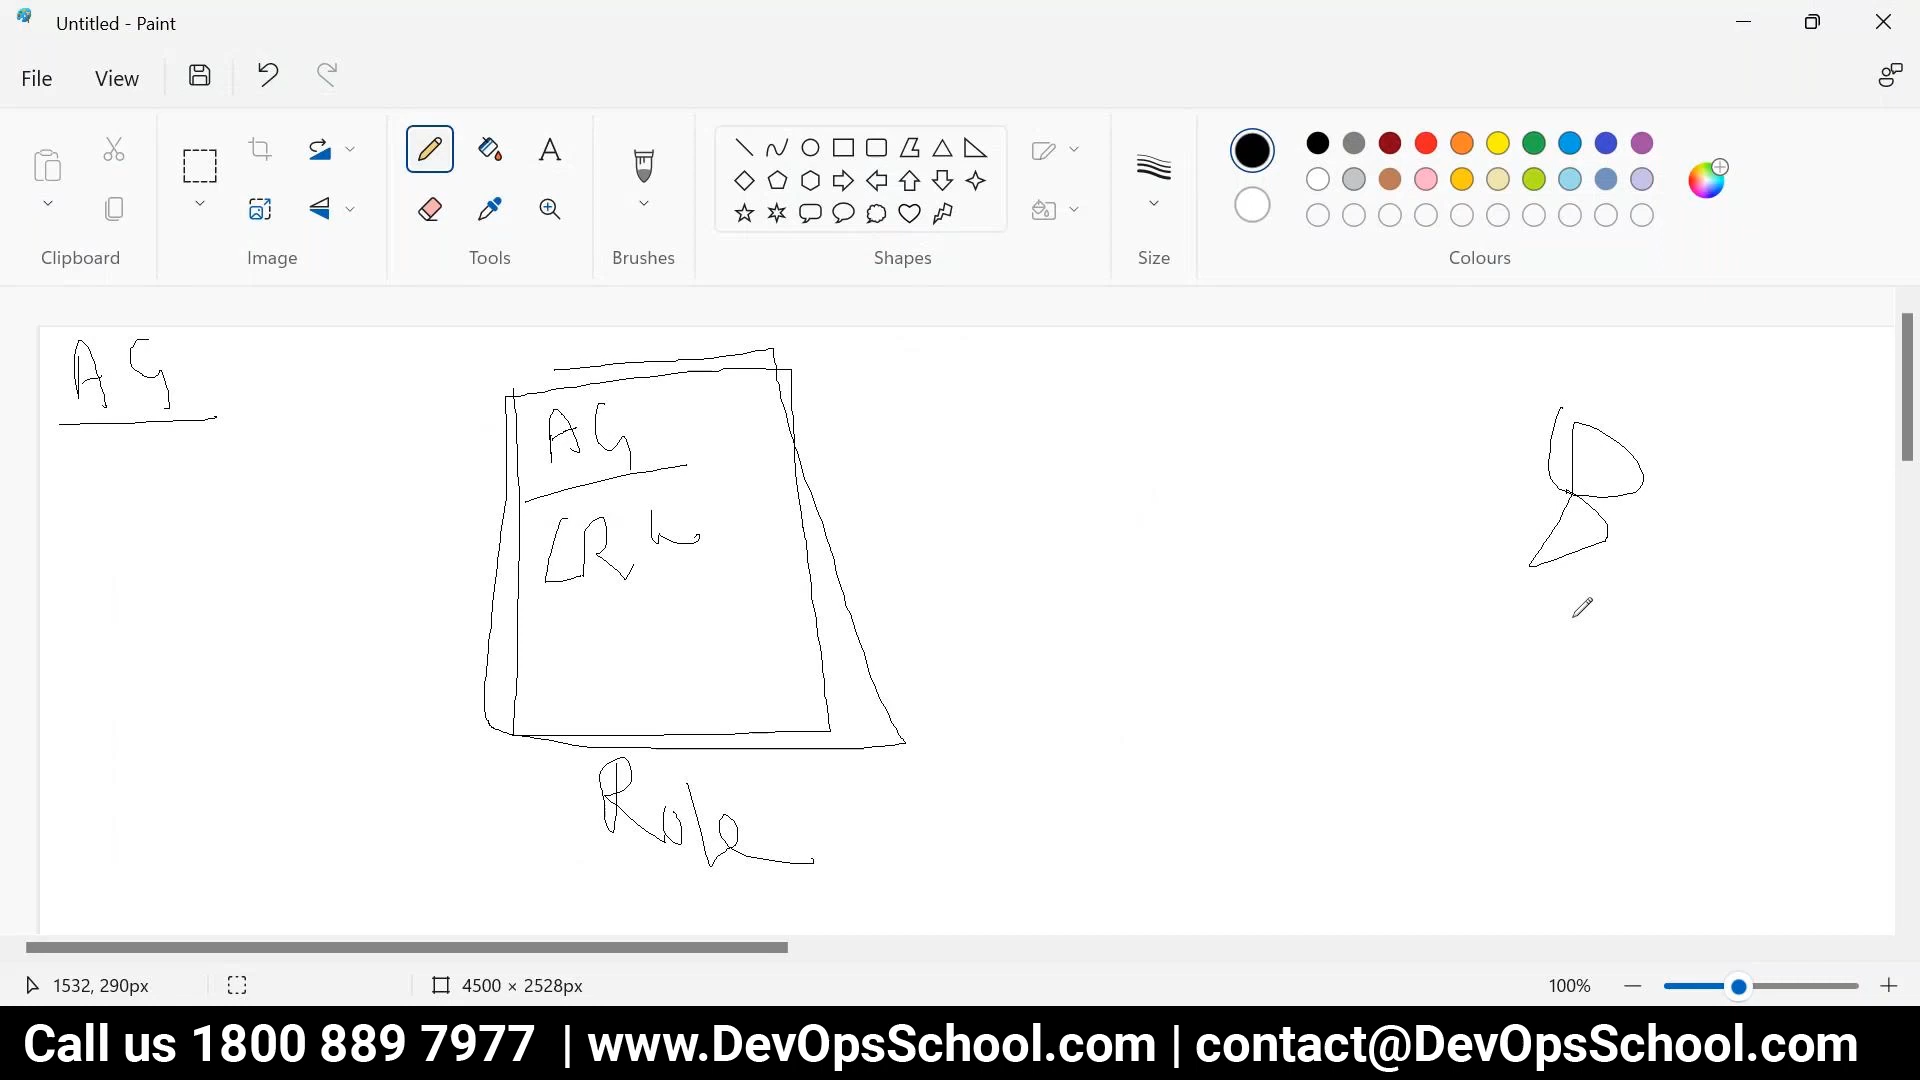 Untitled - Paint
File View
Clipboard Image Tools Brushes Shapes Size Colours
AG
AG
Role
1532, 290px 4500 × 2528px 100%
Call us 1800 889 7977 | www.DevOpsSchool.com | contact@DevOpsSchool.com